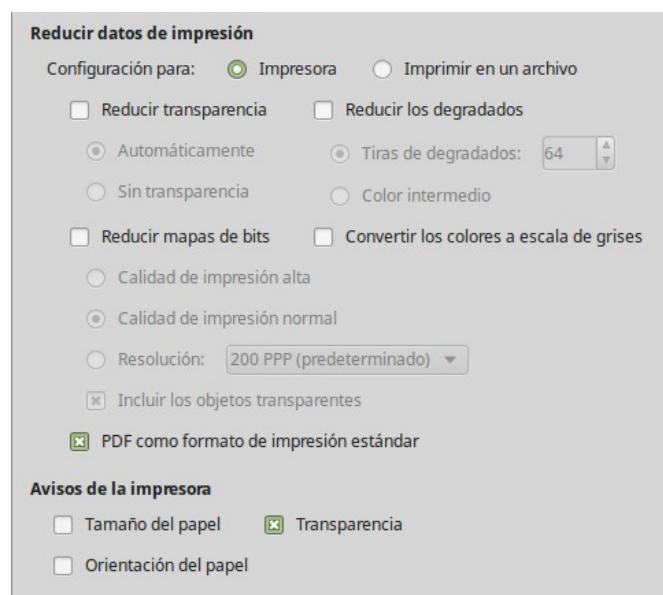 Reducir datos de impresión
Configuración para: Impresora Imprimir en un archivo
Reducir transparencia Reducir los degradados
Automáticamente Tiras de degradados: 64
Sin transparencia Color intermedio
Reducir mapas de bits Convertir los colores a escala de grises
Calidad de impresión alta
Calidad de impresión normal
Resolución: 200 PPP (predeterminado)
Incluir los objetos transparentes
PDF como formato de impresión estándar
Avisos de la impresora
Tamaño del papel Transparencia
Orientación del papel